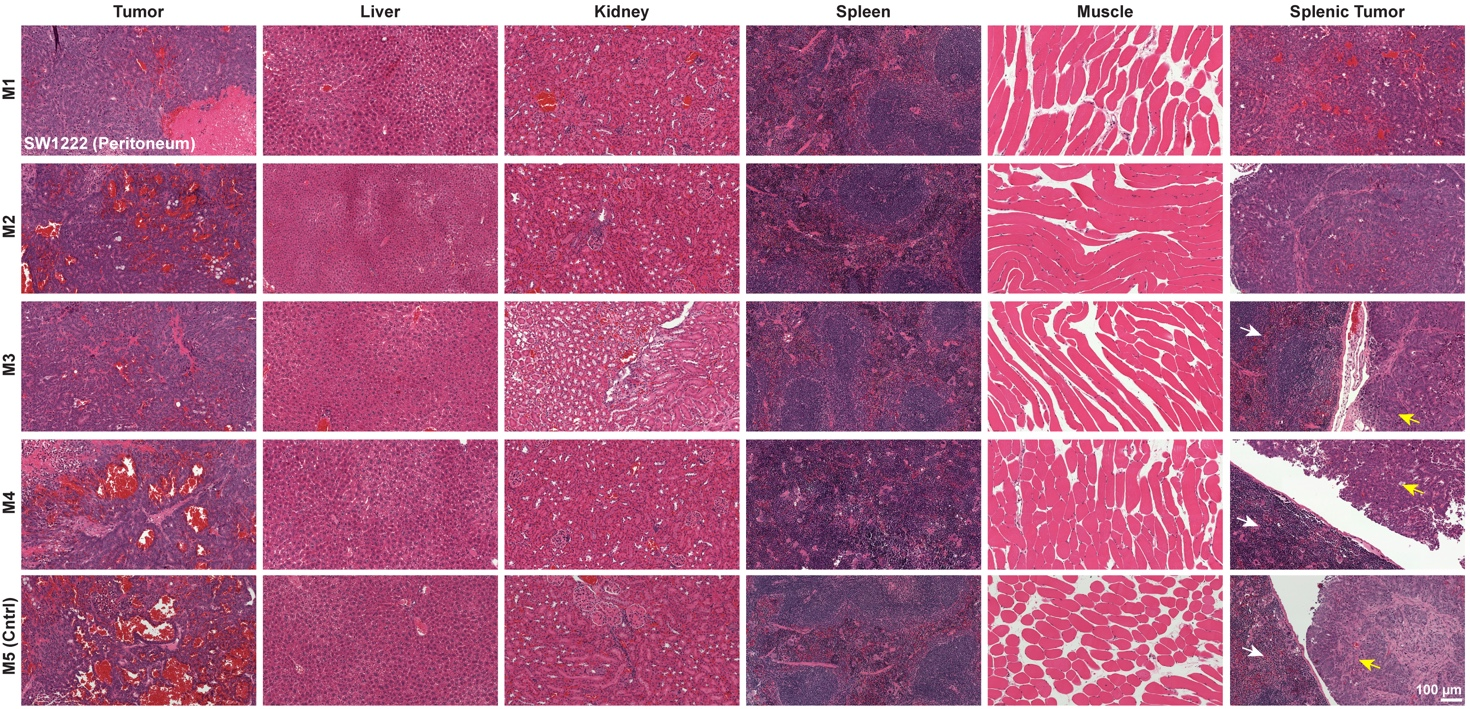 Tumor Liver Kidney Spleen Muscle Splenic Tumor
M1
SW1222 (Peritoneum)
M2
M3
M4
M5 (Cntrl)
100 µm